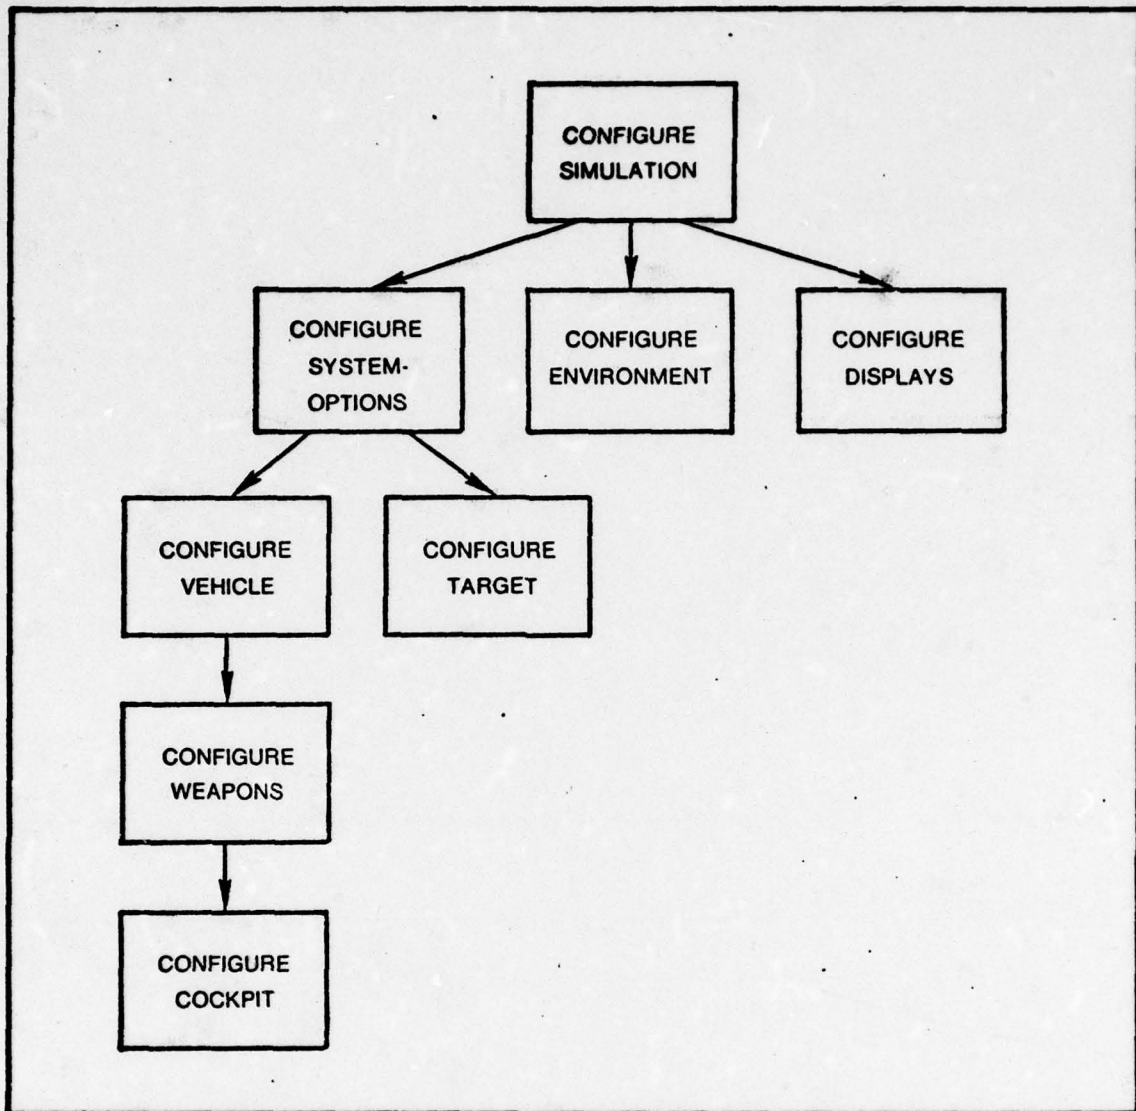 CONFIGURE
SIMULATION
CONFIGURE
SYSTEM-
OPTIONS
CONFIGURE
ENVIRONMENT
CONFIGURE
DISPLAYS
CONFIGURE
VEHICLE
CONFIGURE
TARGET
CONFIGURE
WEAPONS
CONFIGURE
COCKPIT